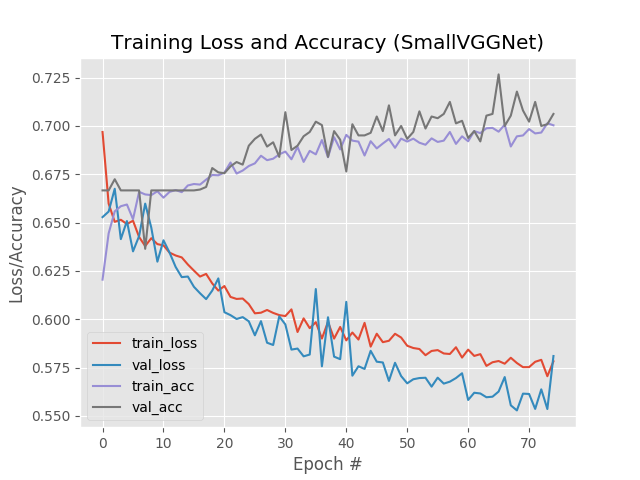 Training Loss and Accuracy (SmallVGGNet)
Loss/Accuracy
0.725
0.700
0.675
0.650
0.625
0.600
0.575
0.550
train_loss
val_loss
train_acc
val_acc
0 10 20 30 40 50 60 70
Epoch #